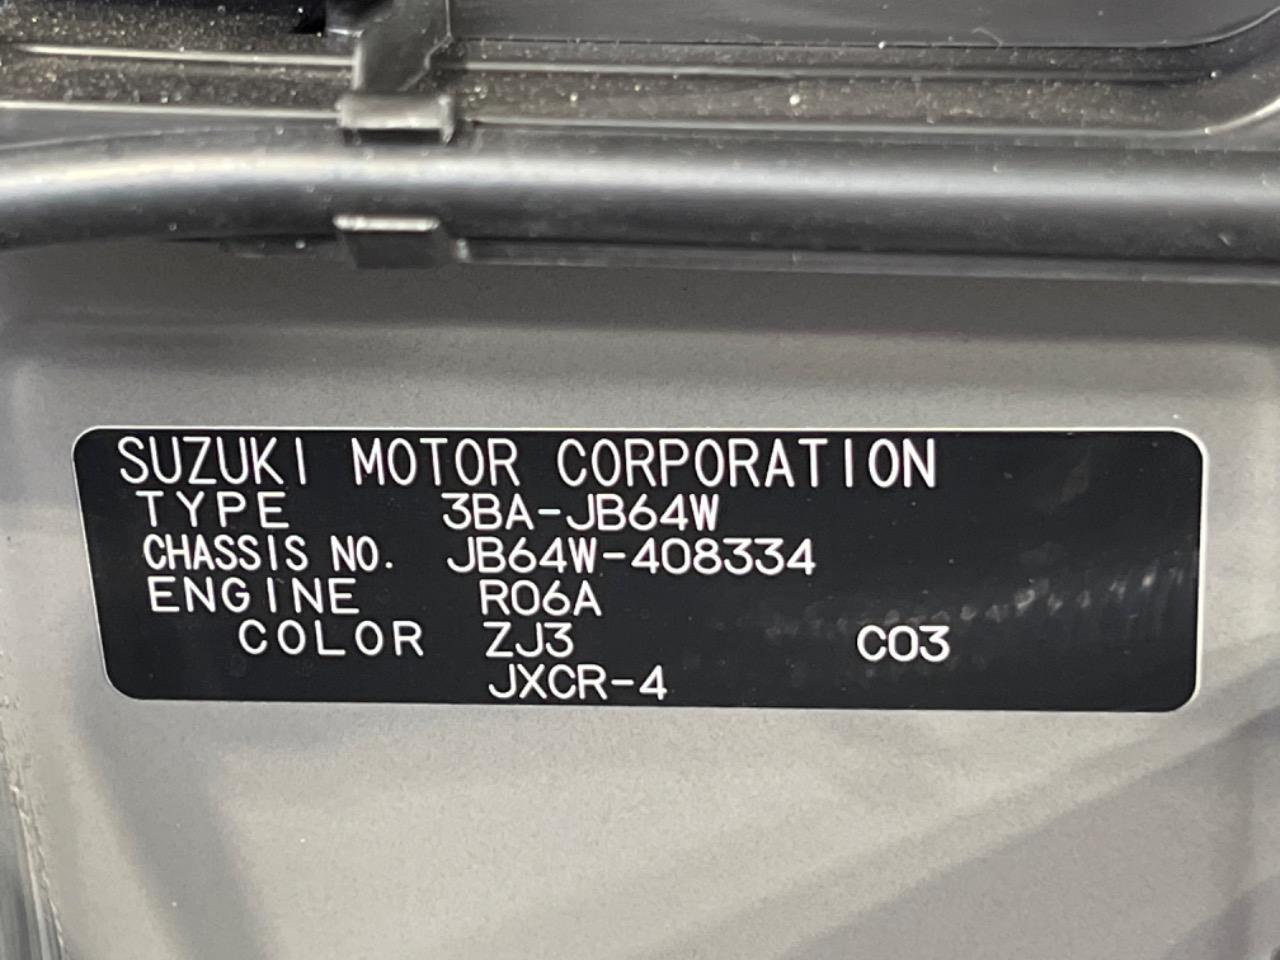 SUZUKI MOTOR CORPORATION
TYPE 3BA-JB64W
CHASSIS NO. JB64W-408334
ENGINE R06A
COLOR ZJ3 C03
JXCR-4